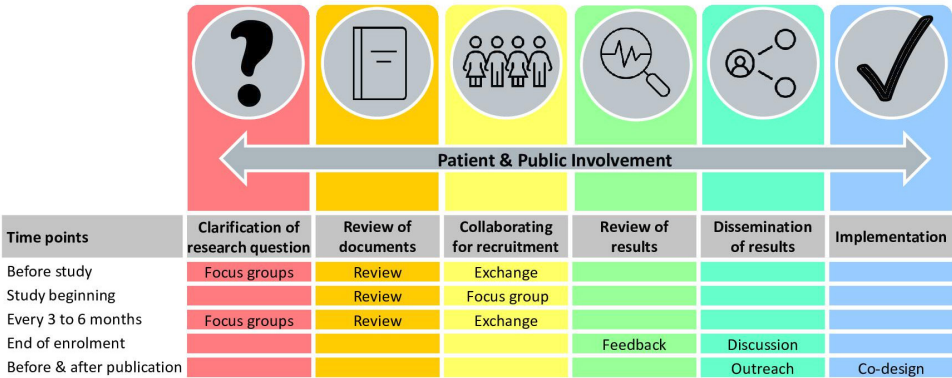 Patient & Public Involvement
Time points
Clarification of
research question
Review of
documents
Collaborating
for recruitment
Review of
results
Dissemination
of results
Implementation
Before study Focus groups Review Exchange
Study beginning Review Focus group
Every 3 to 6 months Focus groups Review Exchange
End of enrolment Feedback Discussion
Before & after publication Outreach Co-design